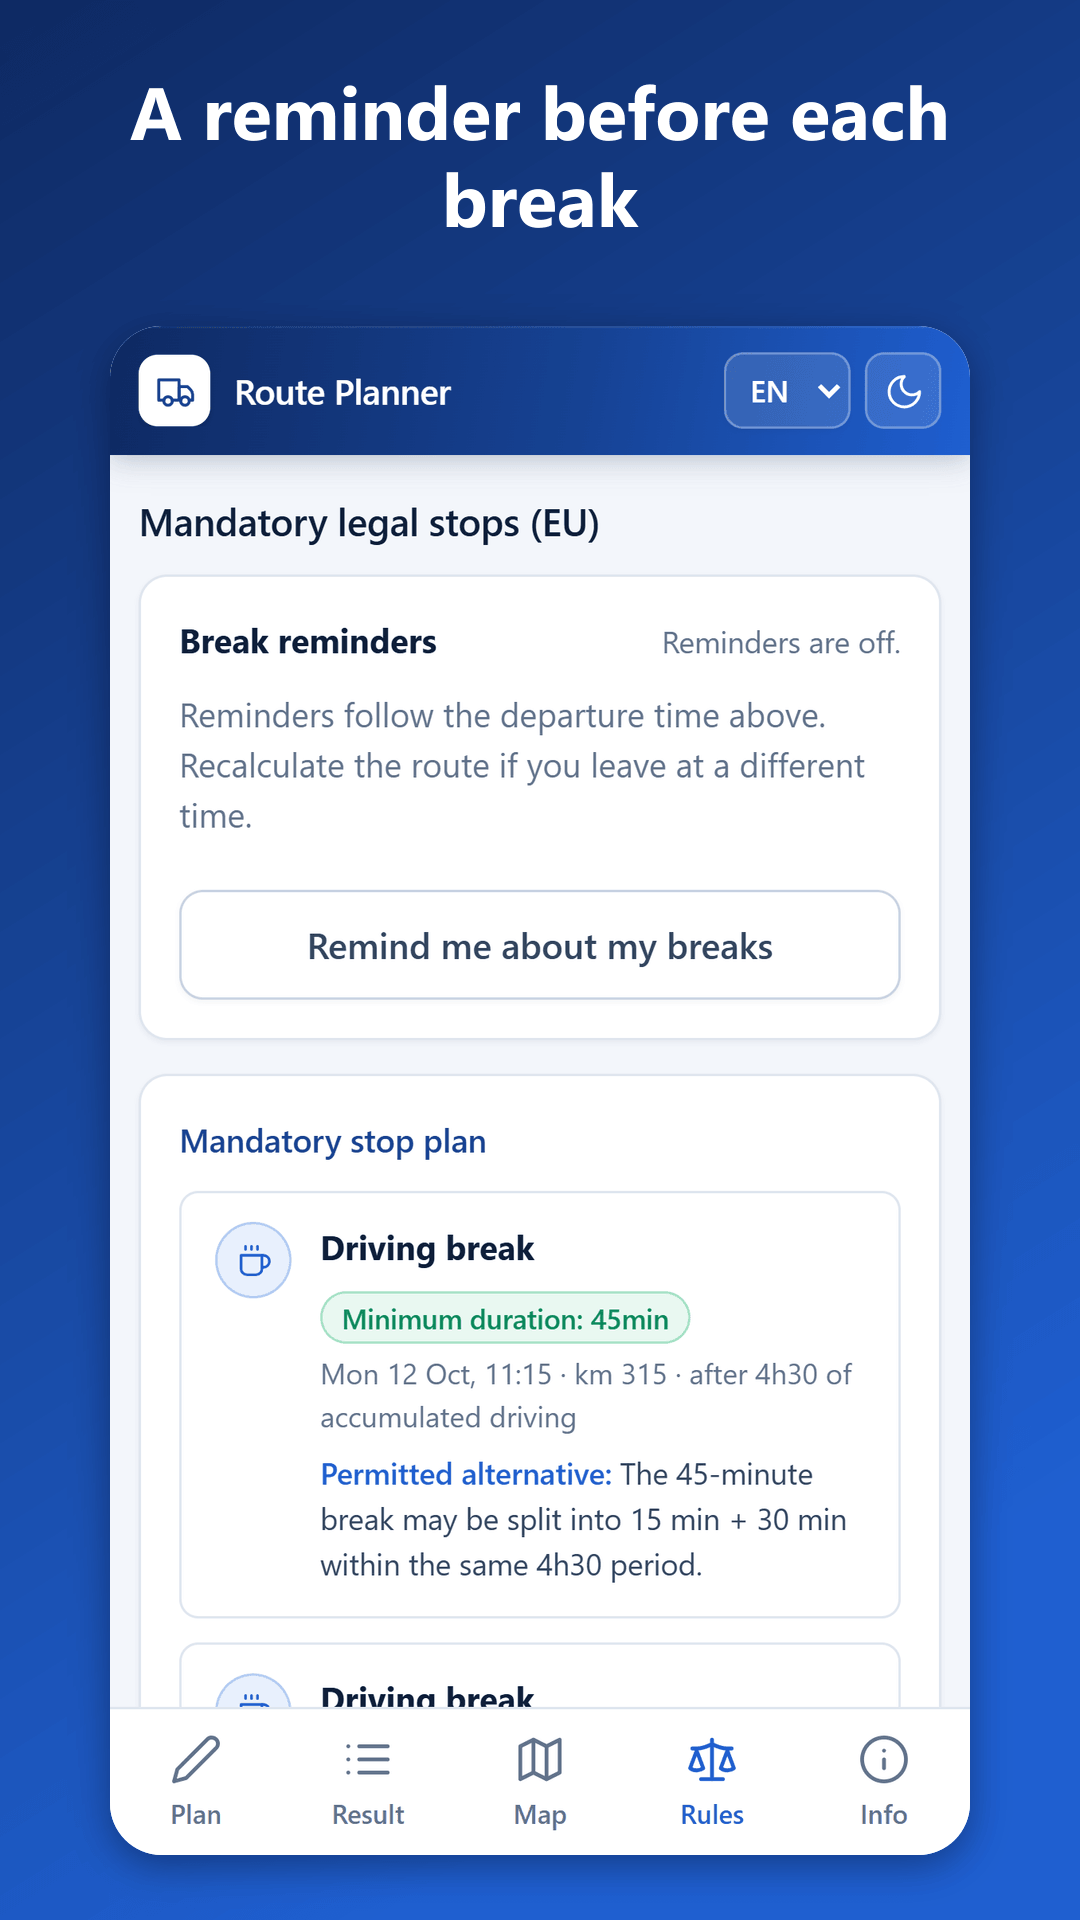 A reminder before each
break
Route Planner
EN
Mandatory legal stops (EU)
Break reminders
Reminders are off.
Reminders follow the departure time above.
Recalculate the route if you leave at a different
time.
Remind me about my breaks
Mandatory stop plan
Driving break
Minimum duration: 45min
Mon 12 Oct, 11:15 · km 315 · after 4h30 of
accumulated driving
Permitted alternative: The 45-minute
break may be split into 15 min + 30 min
within the same 4h30 period.
Driving break
Plan
Result
Map
Rules
Info